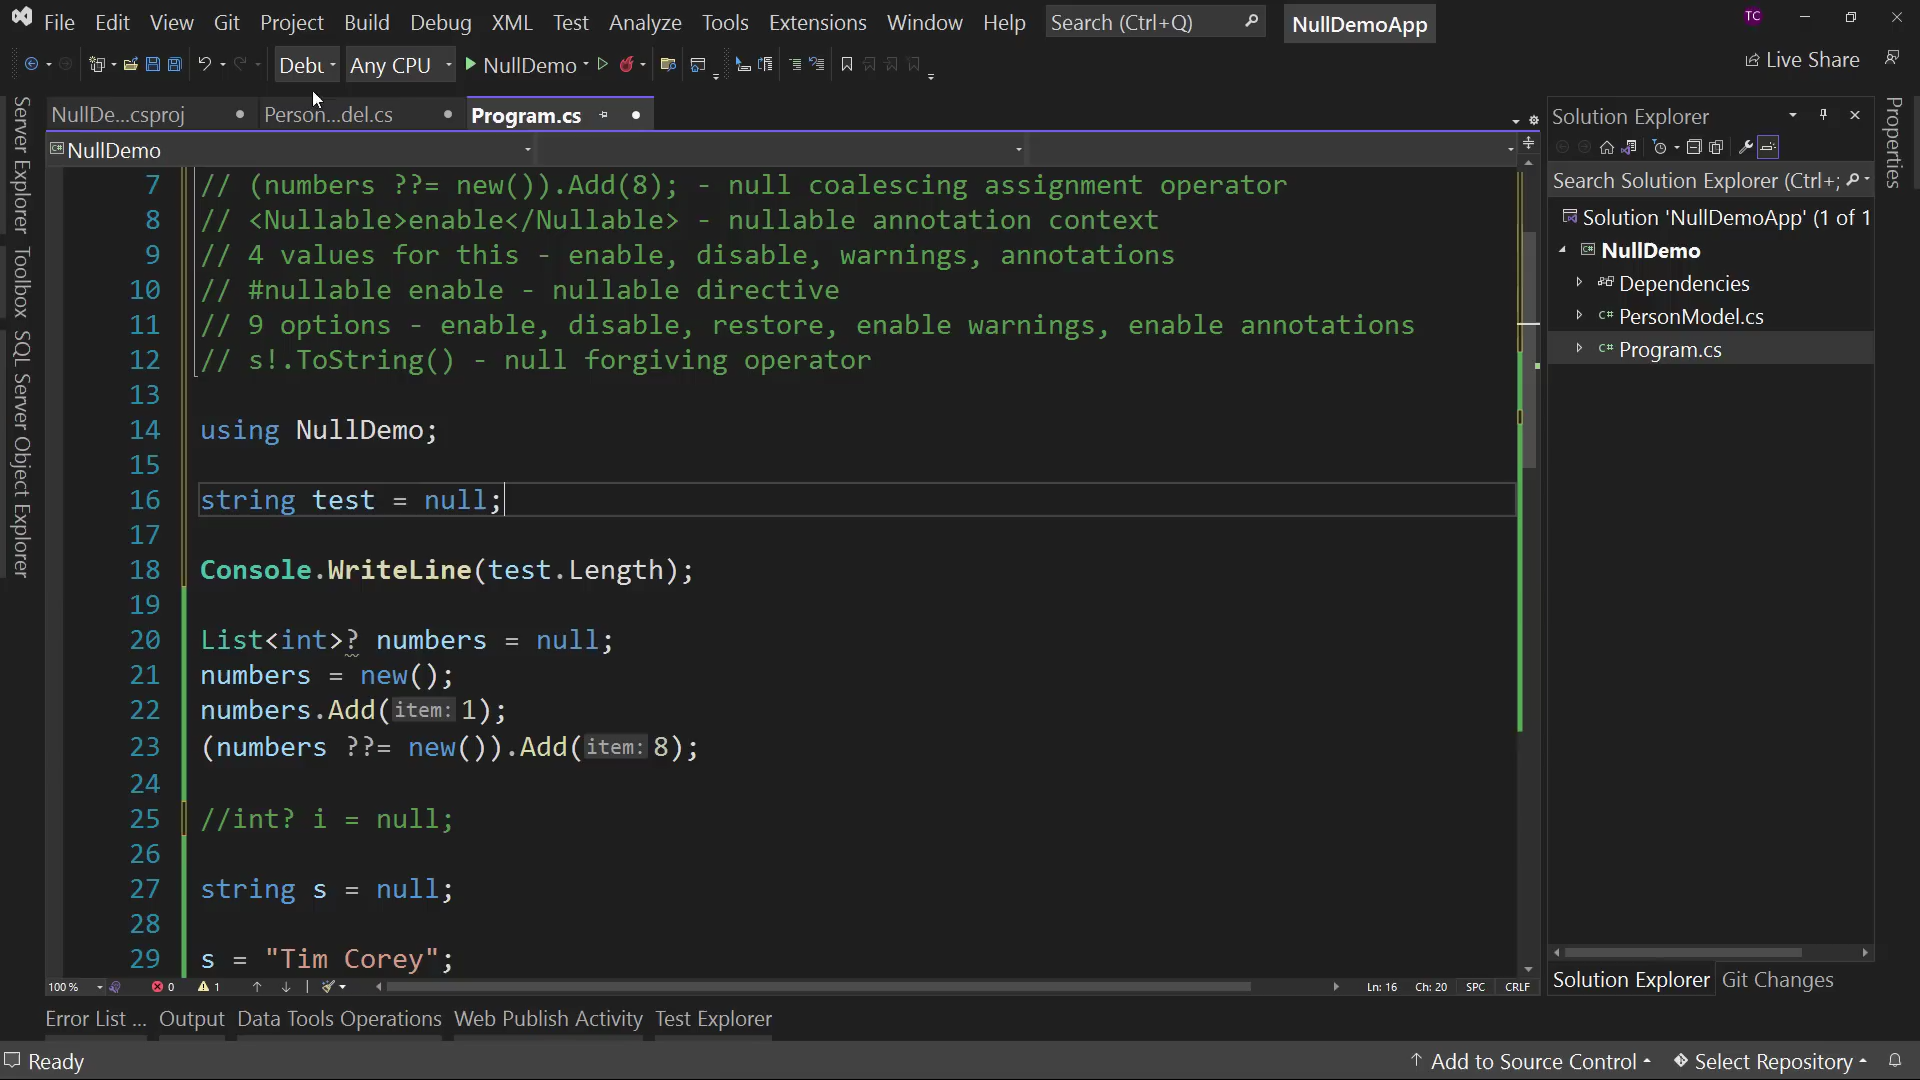 File Edit View Git Project Build Debug XML Test Analyze Tools Extensions Window Help Search (Ctrl+Q) NullDemoApp TC
Debu Any CPU NullDemo Live Share
NullDe...csproj Person...del.cs Program.cs
NullDemo
7 // (numbers ??= new()).Add(8); - null coalescing assignment operator
8 // <Nullable>enable</Nullable> - nullable annotation context
9 // 4 values for this - enable, disable, warnings, annotations
10 // #nullable enable - nullable directive
11 // 9 options - enable, disable, restore, enable warnings, enable annotations
12 // s!.ToString() - null forgiving operator
13
14 using NullDemo;
15
16 string test = null;
17
18 Console.WriteLine(test.Length);
19
20 List<int>? numbers = null;
21 numbers = new();
22 numbers.Add(item: 1);
23 (numbers ??= new()).Add(item: 8);
24
25 //int? i = null;
26
27 string s = null;
28
29 s = "Tim Corey";
100 % 0 1 Ln: 16 Ch: 20 SPC CRLF
Server Explorer
Toolbox
SQL Server Object Explorer
Solution Explorer
Search Solution Explorer (Ctrl+;
Solution 'NullDemoApp' (1 of 1
NullDemo
Dependencies
C# PersonModel.cs
C# Program.cs
Solution Explorer Git Changes
Properties
Error List ... Output Data Tools Operations Web Publish Activity Test Explorer
Ready Add to Source Control Select Repository